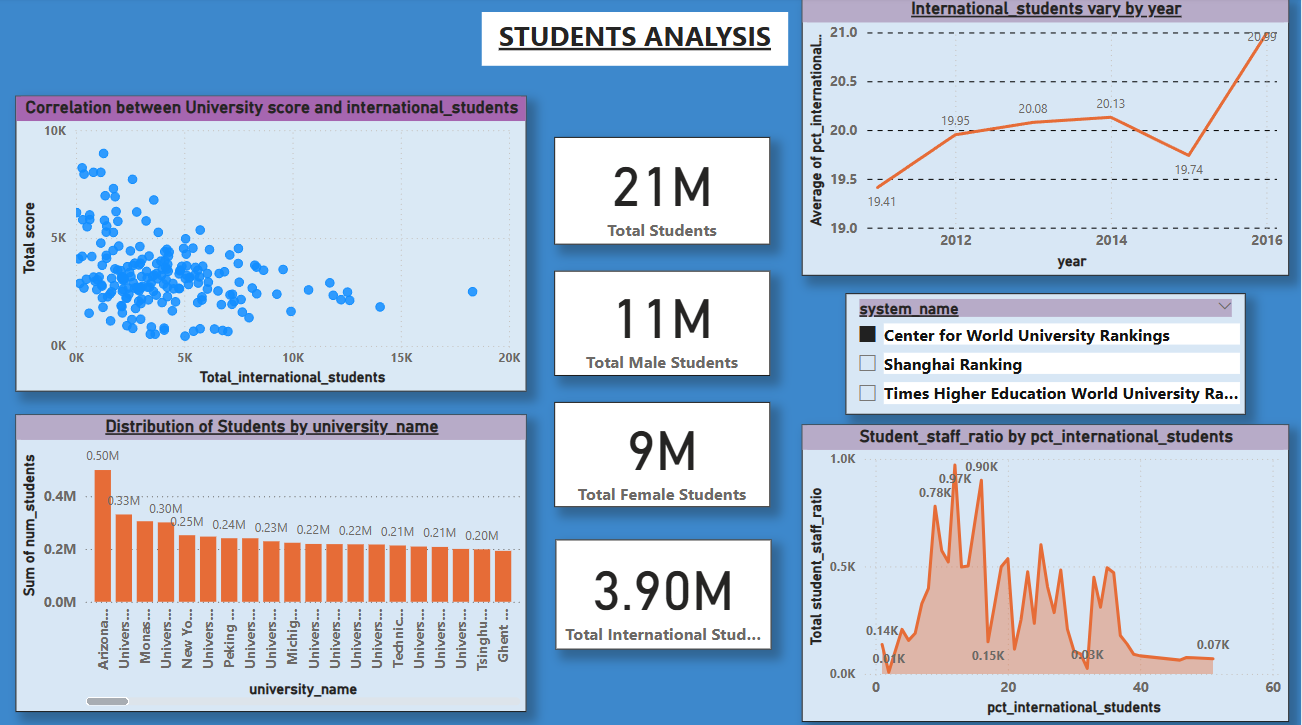 STUDENTS ANALYSIS
International_students vary by year
21.0
20.5
20.0
19.5
19.0
Average of pct_international...
19.41
19.95
20.08
20.13
19.74
20.99
2012
2014
2016
year
Correlation between University score and international_students
10K
5K
0K
Total score
0K
5K
10K
15K
20K
Total_international_students
21M
Total Students
11M
Total Male Students
9M
Total Female Students
3.90M
Total International Stud...
system_name
Center for World University Rankings
Shanghai Ranking
Times Higher Education World University Ra...
Distribution of Students by university_name
0.4M
0.2M
0.0M
Sum of num_students
0.50M
0.33M
0.30M
0.25M
0.24M
0.23M
0.22M
0.22M
0.21M
0.21M
0.20M
Arizona...
Univers...
Monas...
Univers...
New Yo...
Univers...
Peking ...
Univers...
Univers...
Michig...
Univers...
Univers...
Univers...
Univers...
Technic...
Univers...
Univers...
Univers...
Tsinghu...
Ghent ...
university_name
Student_staff_ratio by pct_international_students
1.0K
0.5K
0.0K
Total student_staff_ratio
0.14K
0.01K
0.78K
0.97K
0.90K
0.15K
0.03K
0.07K
0
20
40
60
pct_international_students